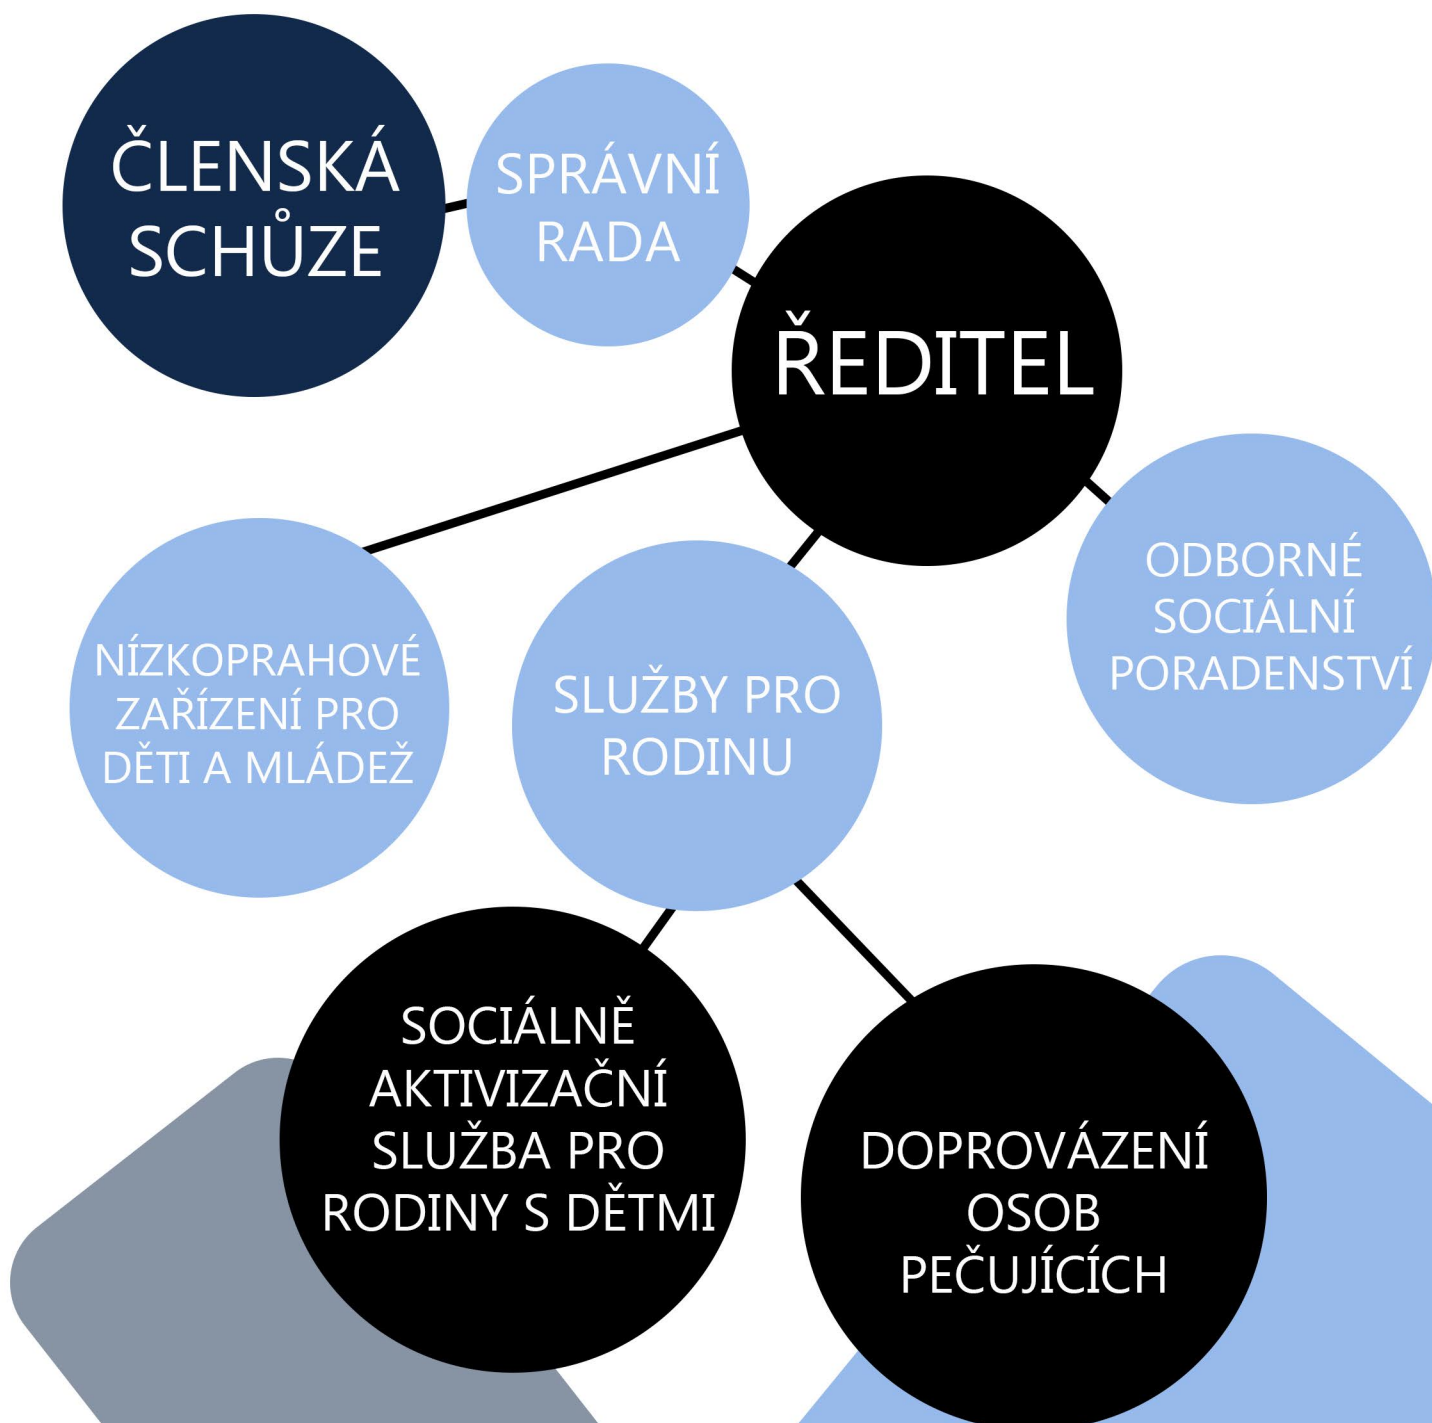 ČLENSKÁ
SCHŮZE
SPRÁVNÍ
RADA
ŘEDITEL
NÍZKOPRAHOVÉ
ZAŘÍZENÍ PRO
DĚTI A MLÁDEŽ
SLUŽBY PRO
RODINU
ODBORNÉ
SOCIÁLNÍ
PORADENSTVÍ
SOCIÁLNĚ
AKTIVIZAČNÍ
SLUŽBA PRO
RODINY S DĚTMI
DOPROVÁZENÍ
OSOB
PEČUJÍCÍCH